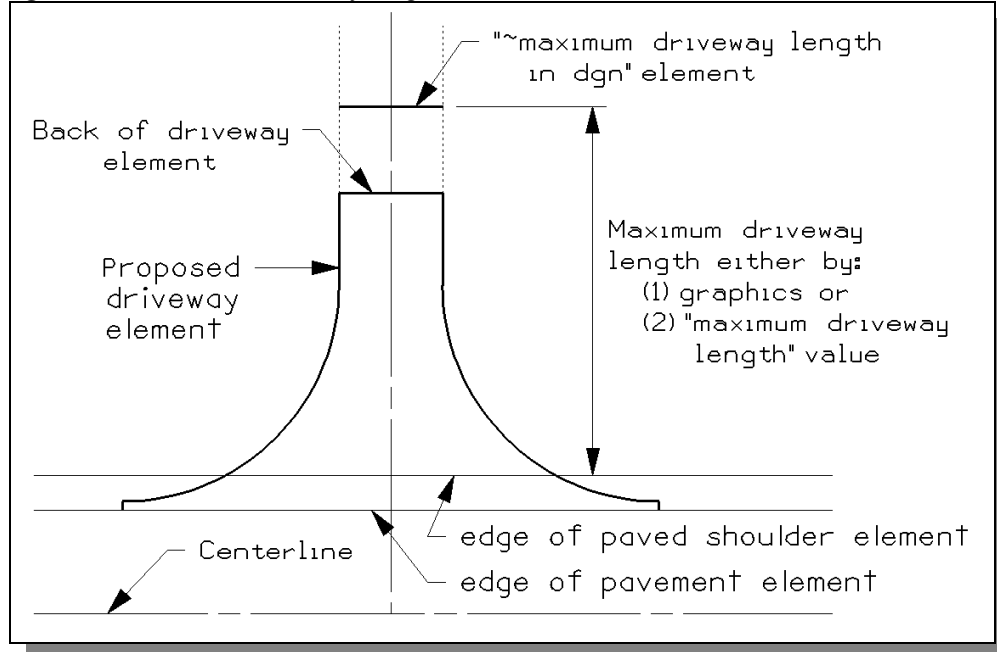 "~maximum driveway length
in dgn" element
Back of driveway
element
Maximum driveway
length either by:
(1) graphics or
(2) "maximum driveway
length" value
Proposed
driveway
element
edge of paved shoulder element
Centerline
edge of pavement element